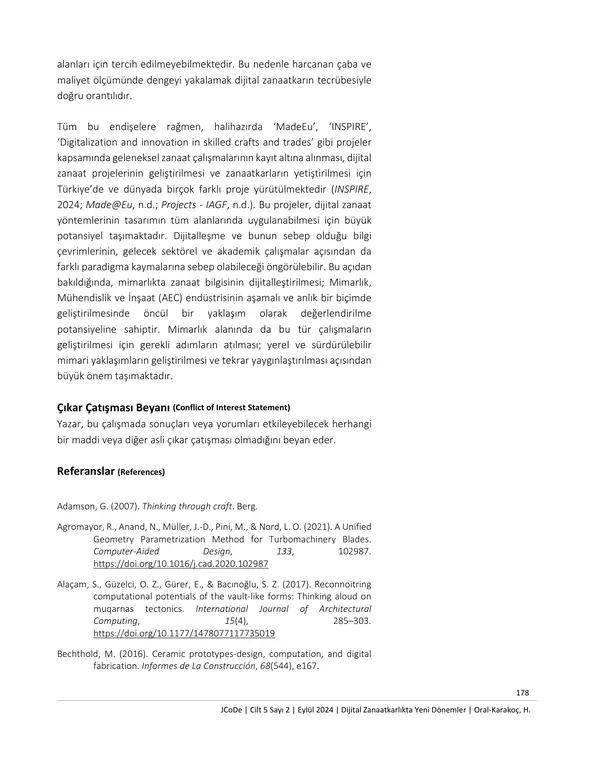 alanları için tercih edilmeyebilmektedir. Bu nedenle harcanan çaba ve
maliyet ölçümünde dengeyi yakalamak dijital zanaatkarın tecrübesiyle
doğru orantılıdır.
Tüm bu endişelere rağmen, halihazırda ‘MadeEu’, ‘INSPIRE’,
‘Digitalization and innovation in skilled crafts and trades’ gibi projeler
kapsamında geleneksel zanaat çalışmalarının kayıt altına alınması, dijital
zanaat projelerinin geliştirilmesi ve zanaatkarların yetiştirilmesi için
Türkiye’de ve dünyada birçok farklı proje yürütülmektedir (INSPIRE,
2024; Made@Eu, n.d.; Projects - IAGF, n.d.). Bu projeler, dijital zanaat
yöntemlerinin tasarımın tüm alanlarında uygulanabilmesi için büyük
potansiyel taşımaktadır. Dijitalleşme ve bunun sebep olduğu bilgi
çevrimlerinin, gelecek sektörel ve akademik çalışmalar açısından da
farklı paradigma kaymalarına sebep olabileceği öngörülebilir. Bu açıdan
bakıldığında, mimarlıkta zanaat bilgisinin dijitalleştirilmesi; Mimarlık,
Mühendislik ve İnşaat (AEC) endüstrisinin aşamalı ve anlık bir biçimde
geliştirilmesinde öncül bir yaklaşım olarak değerlendirilme
potansiyeline sahiptir. Mimarlık alanında da bu tür çalışmaların
geliştirilmesi için gerekli adımların atılması; yerel ve sürdürülebilir
mimari yaklaşımların geliştirilmesi ve tekrar yaygınlaştırılması açısından
büyük önem taşımaktadır.
Çıkar Çatışması Beyanı (Conflict of Interest Statement)
Yazar, bu çalışmada sonuçları veya yorumları etkileyebilecek herhangi
bir maddi veya diğer asli çıkar çatışması olmadığını beyan eder.
Referanslar (References)
Adamson, G. (2007). Thinking through craft. Berg.
Agromayor, R., Anand, N., Müller, J.-D., Pini, M., & Nord, L. O. (2021). A Unified
Geometry Parametrization Method for Turbomachinery Blades.
Computer-Aided Design, 133, 102987.
https://doi.org/10.1016/j.cad.2020.102987
Alaçam, S., Güzelci, O. Z., Gürer, E., & Bacınoğlu, S. Z. (2017). Reconnoitring
computational potentials of the vault-like forms: Thinking aloud on
muqarnas tectonics. International Journal of Architectural
Computing, 15(4), 285–303.
https://doi.org/10.1177/1478077117735019
Bechthold, M. (2016). Ceramic prototypes-design, computation, and digital
fabrication. Informes de La Construcción, 68(544), e167.
178
JCoDe | Cilt 5 Sayı 2 | Eylül 2024 | Dijital Zanaatkarlıkta Yeni Dönemler | Oral-Karakoç, H.